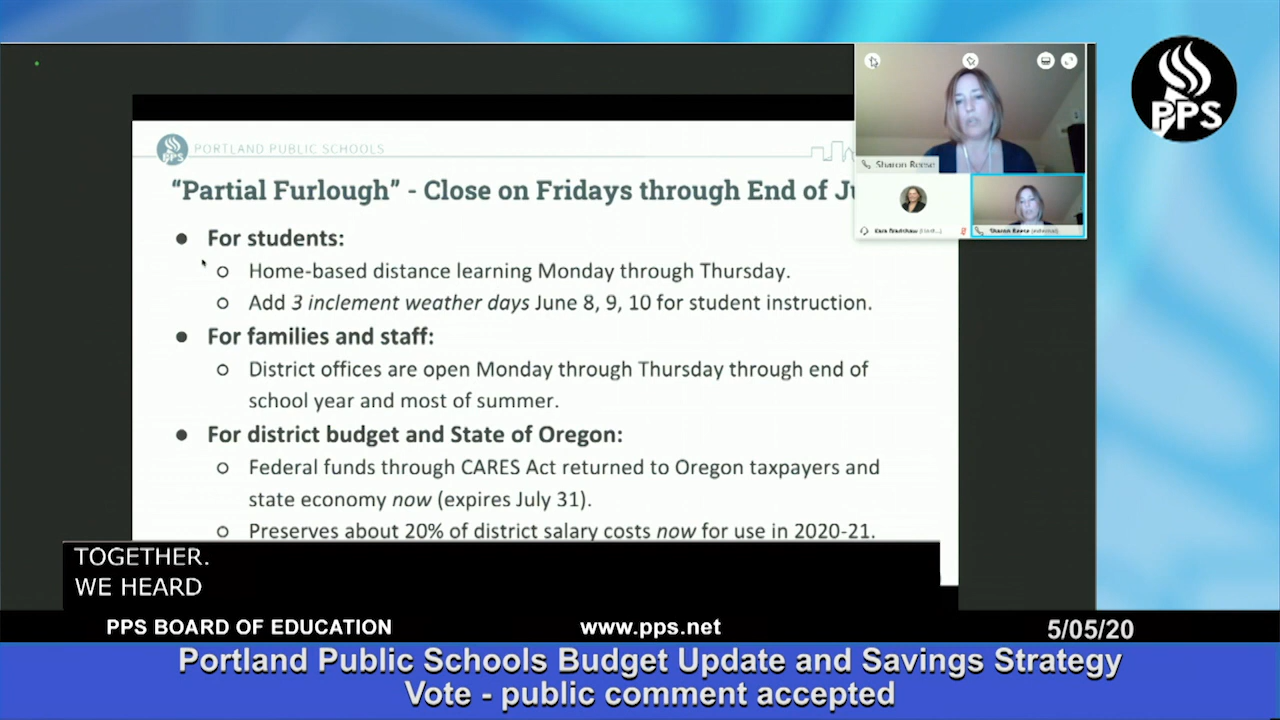 PPS
PORTLAND PUBLIC SCHOOLS
“Partial Furlough” - Close on Fridays through End of
● For students:
○ Home-based distance learning Monday through Thursday.
○ Add 3 inclement weather days June 8, 9, 10 for student instruction.
● For families and staff:
○ District offices are open Monday through Thursday through end of
school year and most of summer.
● For district budget and State of Oregon:
○ Federal funds through CARES Act returned to Oregon taxpayers and
state economy now (expires July 31).
○ Preserves about 20% of district salary costs now for use in 2020-21.
Sharon Reese
Sharon Reese (external)
PPS
TOGETHER.
WE HEARD
PPS BOARD OF EDUCATION
www.pps.net
5/05/20
Portland Public Schools Budget Update and Savings Strategy
Vote - public comment accepted